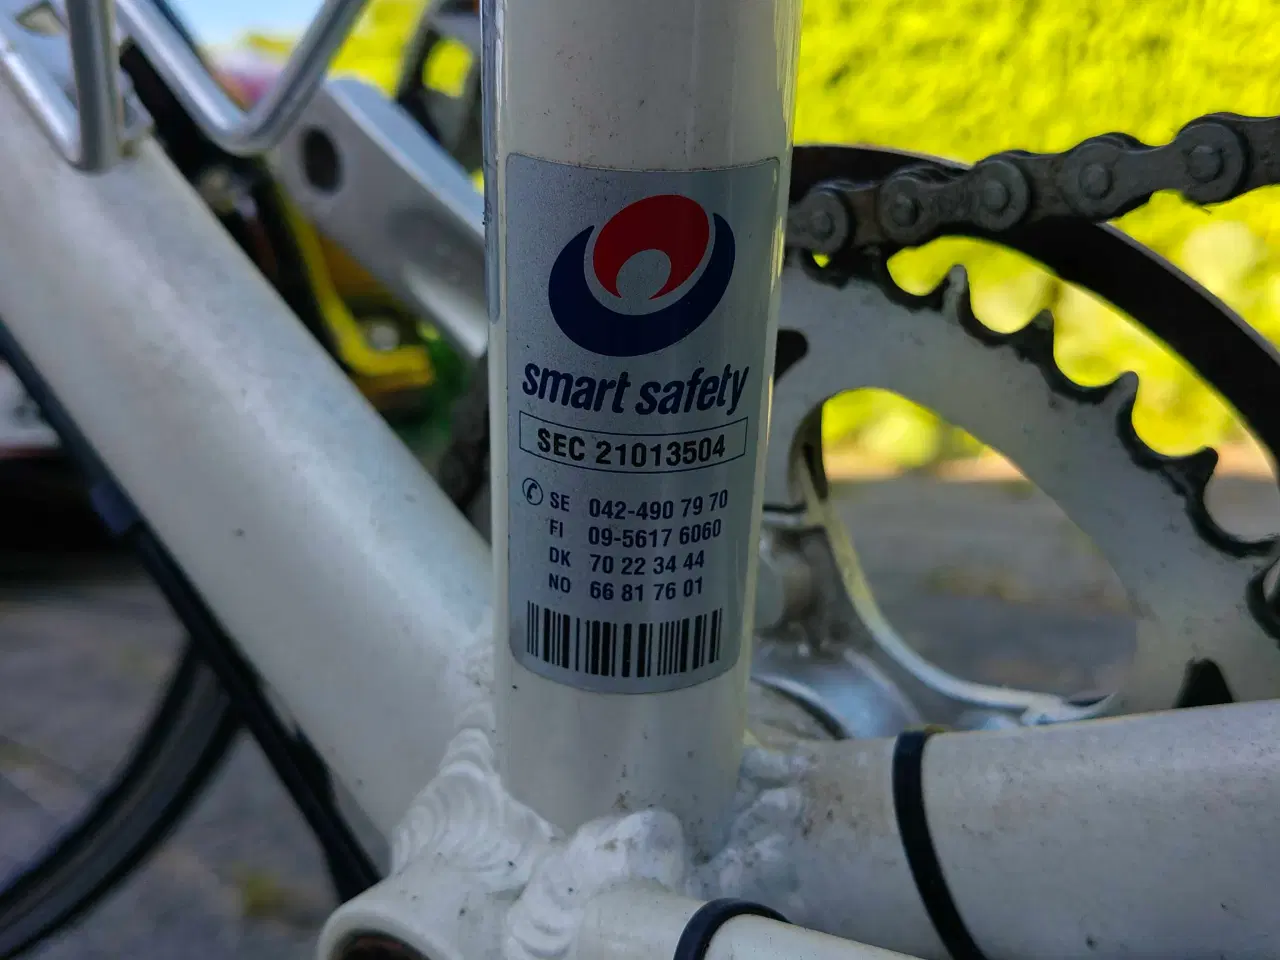 smart safety
SEC 21013504
SE 042-490 79 70
FI 09-5617 6060
DK 70 22 34 44
NO 66 81 76 01